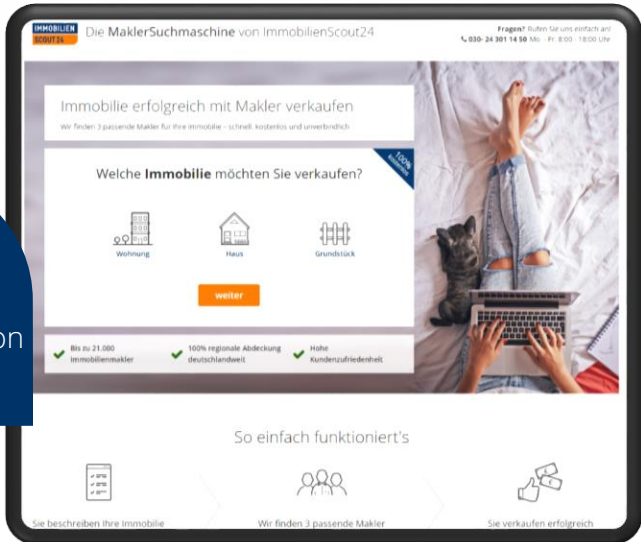 IMMOBILIEN
SCOUT24
Die MaklerSuchmaschine von ImmobilienScout24
Fragen? Rufen Sie uns einfach an!
030- 24 301 14 50 Mo. - Fr. 8:00 - 18:00 Uhr
Immobilie erfolgreich mit Makler verkaufen
Wir finden 3 passende Makler für Ihre Immobilie - schnell, kostenlos und unverbindlich
100%
kostenlos
Welche Immobilie möchten Sie verkaufen?
Wohnung
Haus
Grundstück
weiter
on
Bis zu 21.000
Immobilienmakler
100% regionale Abdeckung
deutschlandweit
Hohe
Kundenzufriedenheit
So einfach funktioniert's
Sie beschreiben Ihre Immobilie
Wir finden 3 passende Makler
Sie verkaufen erfolgreich